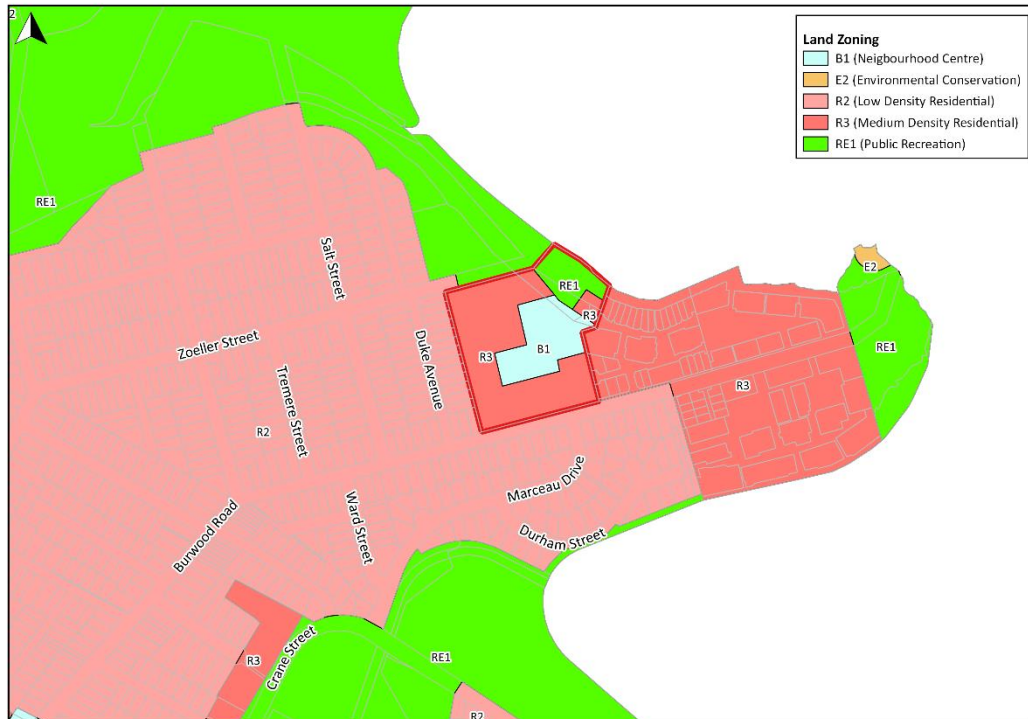 2
Land Zoning
B1 (Neigbourhood Centre)
E2 (Environmental Conservation)
R2 (Low Density Residential)
R3 (Medium Density Residential)
RE1 (Public Recreation)
RE1
Salt Street
E2
RE1
R3
Zoeller Street
Duke Avenue
B1
R3
RE1
Tremere Street
R3
R2
Marceau Drive
Ward Street
Burwood Road
Durham Street
Crane Street
RE1
R3
R2